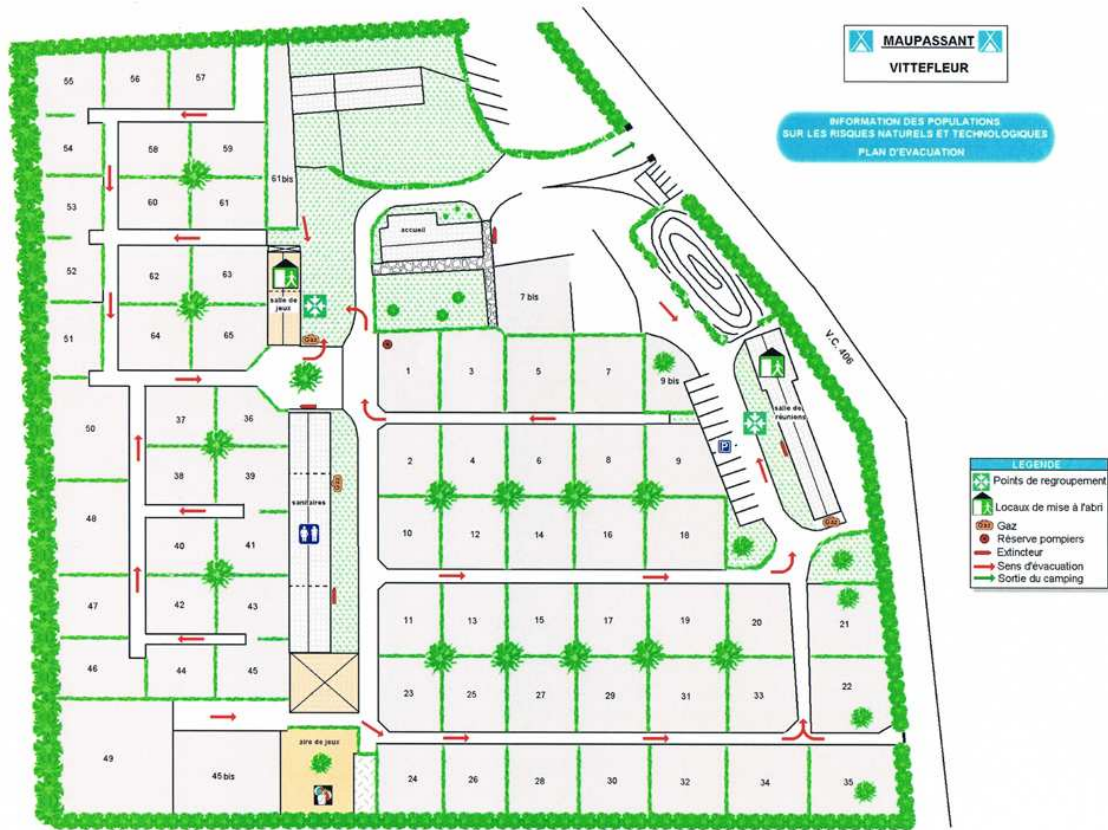 MAUPASSANT
VITTEFLEUR
INFORMATION DES POPULATIONS
SUR LES RISQUES NATURELS ET TECHNOLOGIQUES
PLAN D'EVACUATION
55
56
57
54
58
59
61 bis
53
60
61
accueil
52
62
63
salle de
jeux
7 bis
51
64
65
Gaz
V.C. 406
1
3
5
7
9 bis
salle de
réunions
50
37
36
P
2
4
6
8
9
38
39
Gaz
sanitaires
48
40
41
10
12
14
16
18
Gaz
LEGENDE
Points de regroupement
Locaux de mise à l'abri
Gaz Gaz
Réserve pompiers
Extincteur
Sens d'évacuation
Sortie du camping
47
42
43
11
13
15
17
19
20
21
46
44
45
23
25
27
29
31
33
22
49
45 bis
aire de jeux
24
26
28
30
32
34
35